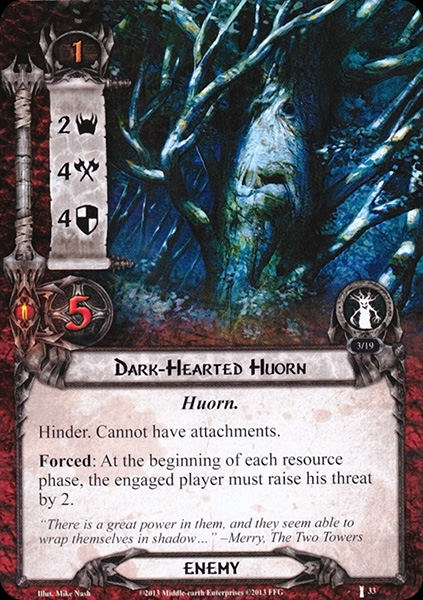 1
2
4
4
5
3/19
Dark-Hearted Huorn
Huorn.
Hinder. Cannot have attachments.
Forced: At the beginning of each resource
phase, the engaged player must raise his threat
by 2.
“There is a great power in them, and they seem able to
wrap themselves in shadow…” –Merry, The Two Towers
ENEMY
Illus. Mike Nash
©2013 Middle-earth Enterprises ©2013 FFG
33